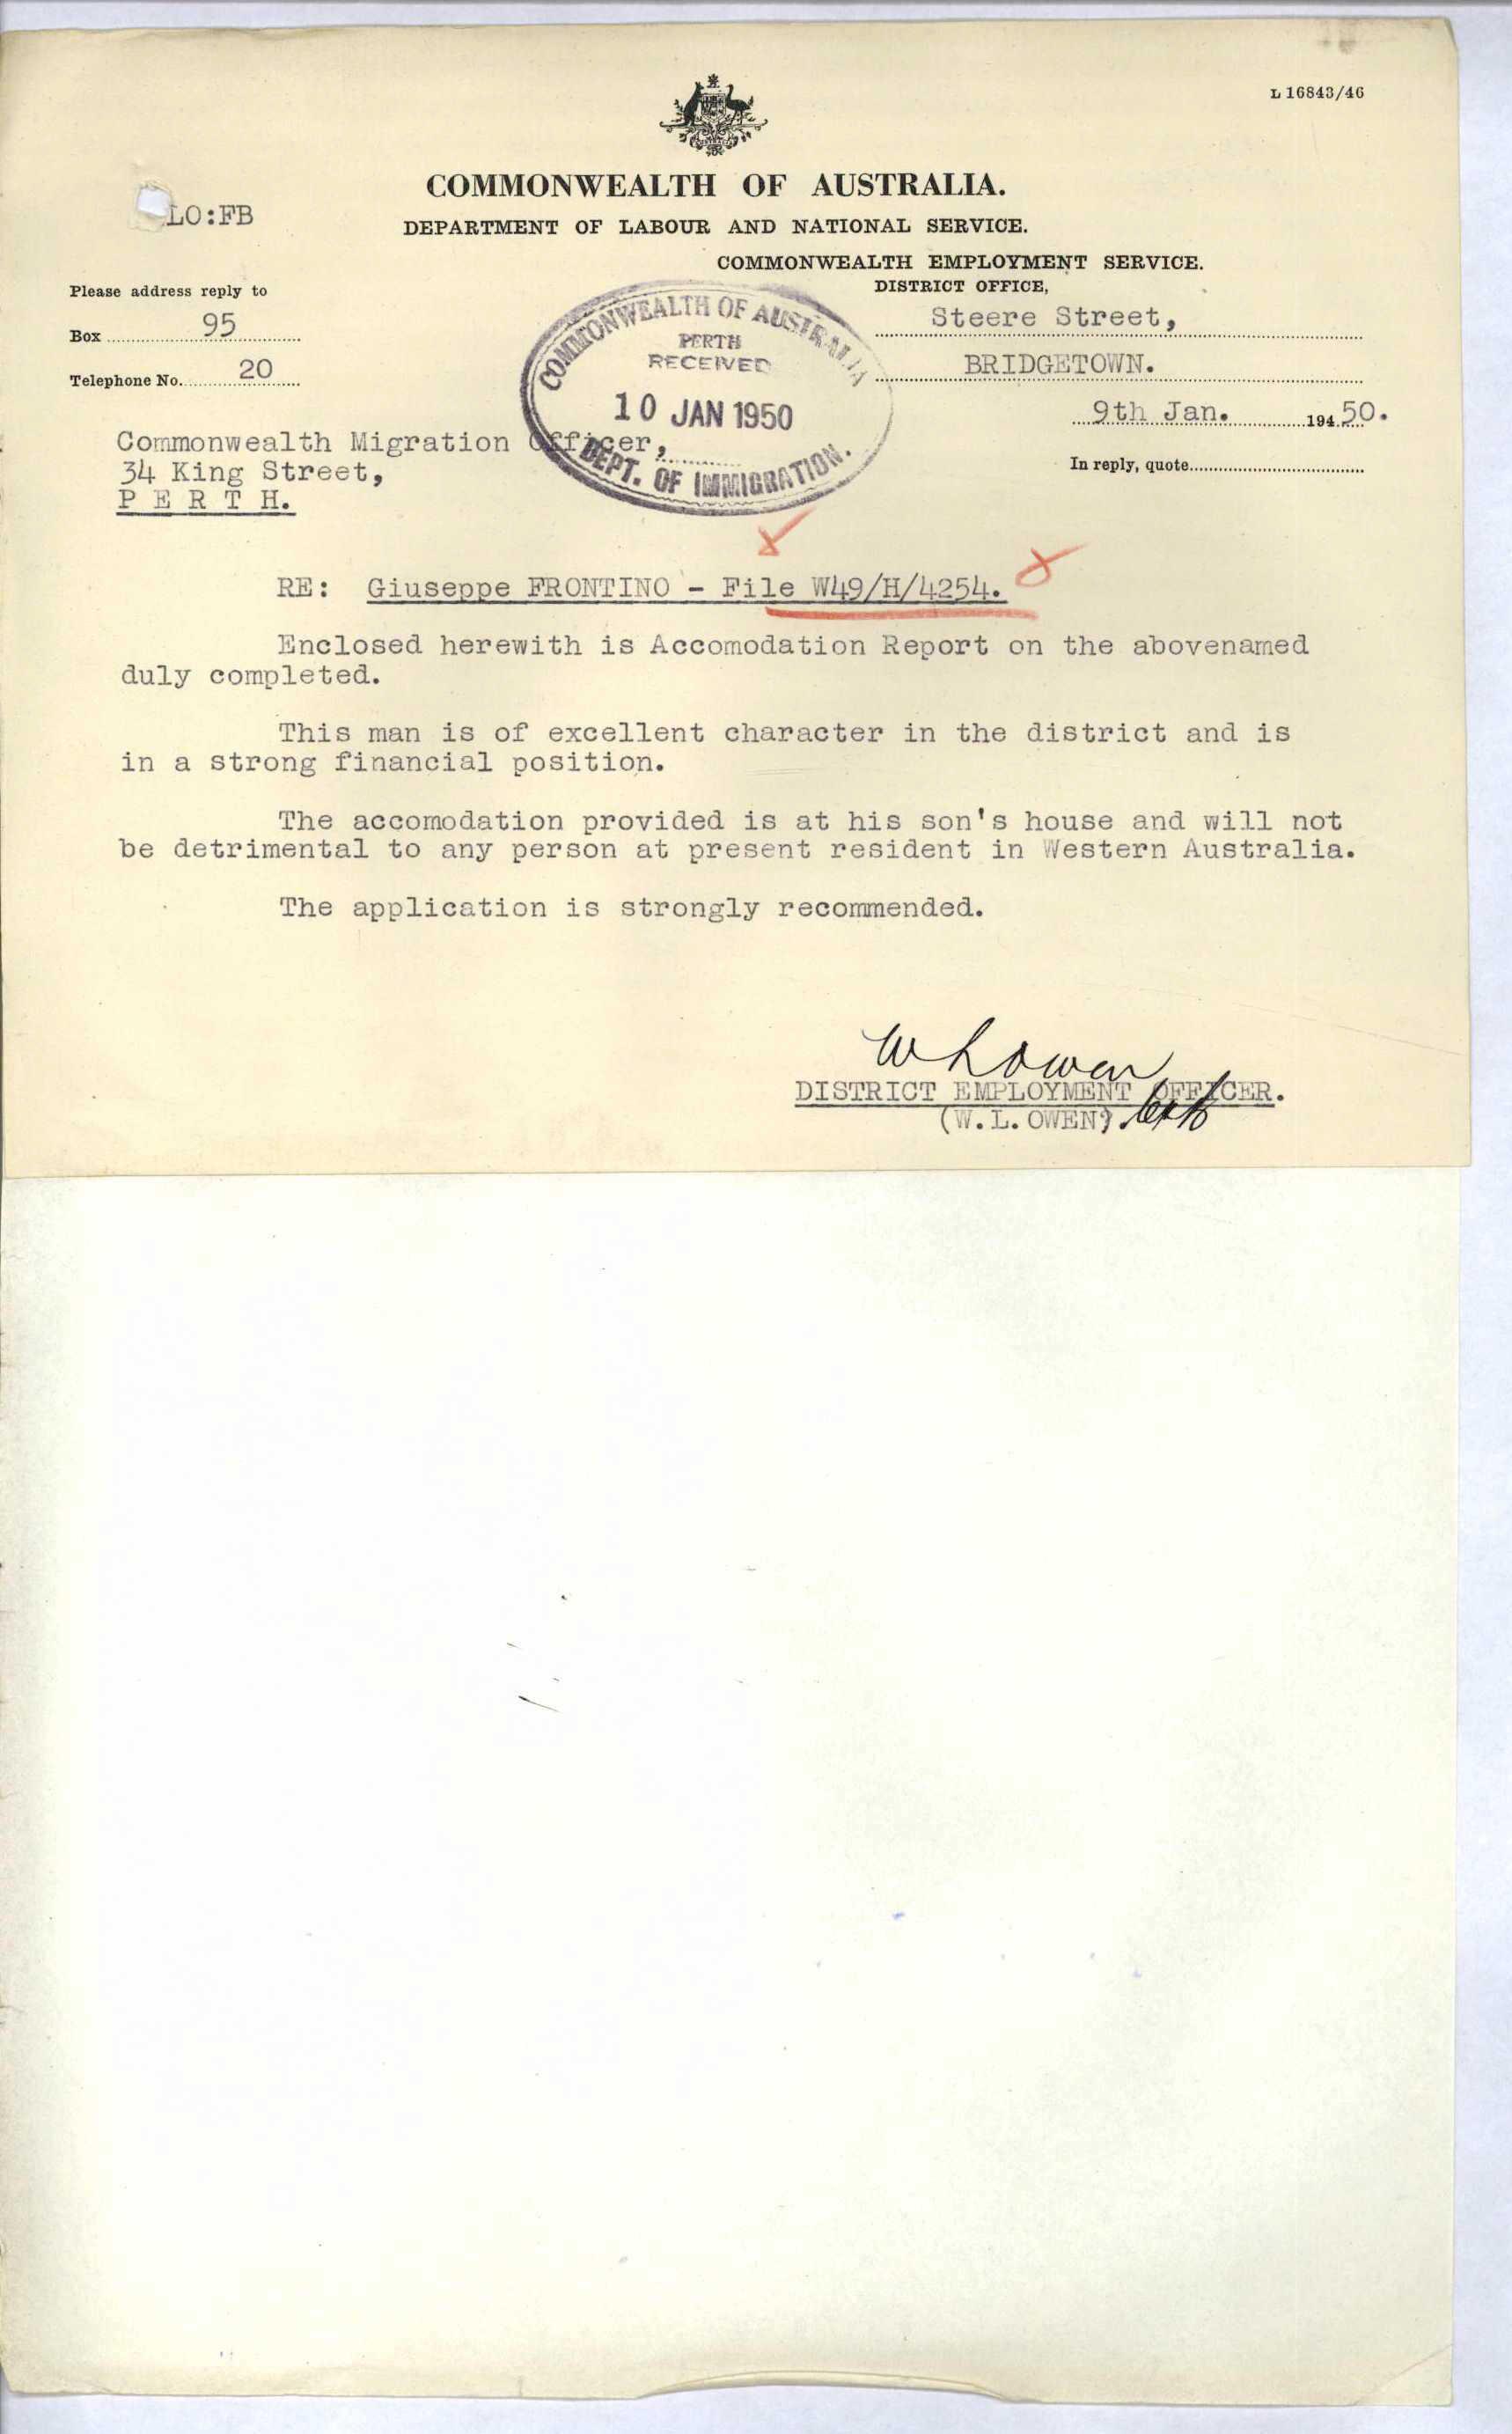 L 16843/46
COMMONWEALTH OF AUSTRALIA.
LO:FB
DEPARTMENT OF LABOUR AND NATIONAL SERVICE.
COMMONWEALTH EMPLOYMENT SERVICE.
DISTRICT OFFICE,
Please address reply to
Box 95
Telephone No. 20
Steere Street,
BRIDGETOWN.
9th Jan. 194 50.
In reply, quote
COMMONWEALTH OF AUSTRALIA
PERTH
RECEIVED
10 JAN 1950
DEPT. OF IMMIGRATION.
Commonwealth Migration Officer,
34 King Street,
P E R T H.
RE: Giuseppe FRONTINO - File W49/H/4254.
Enclosed herewith is Accomodation Report on the abovenamed
duly completed.
This man is of excellent character in the district and is
in a strong financial position.
The accomodation provided is at his son's house and will not
be detrimental to any person at present resident in Western Australia.
The application is strongly recommended.
W L Owen
DISTRICT EMPLOYMENT OFFICER.
(W.L. OWEN).